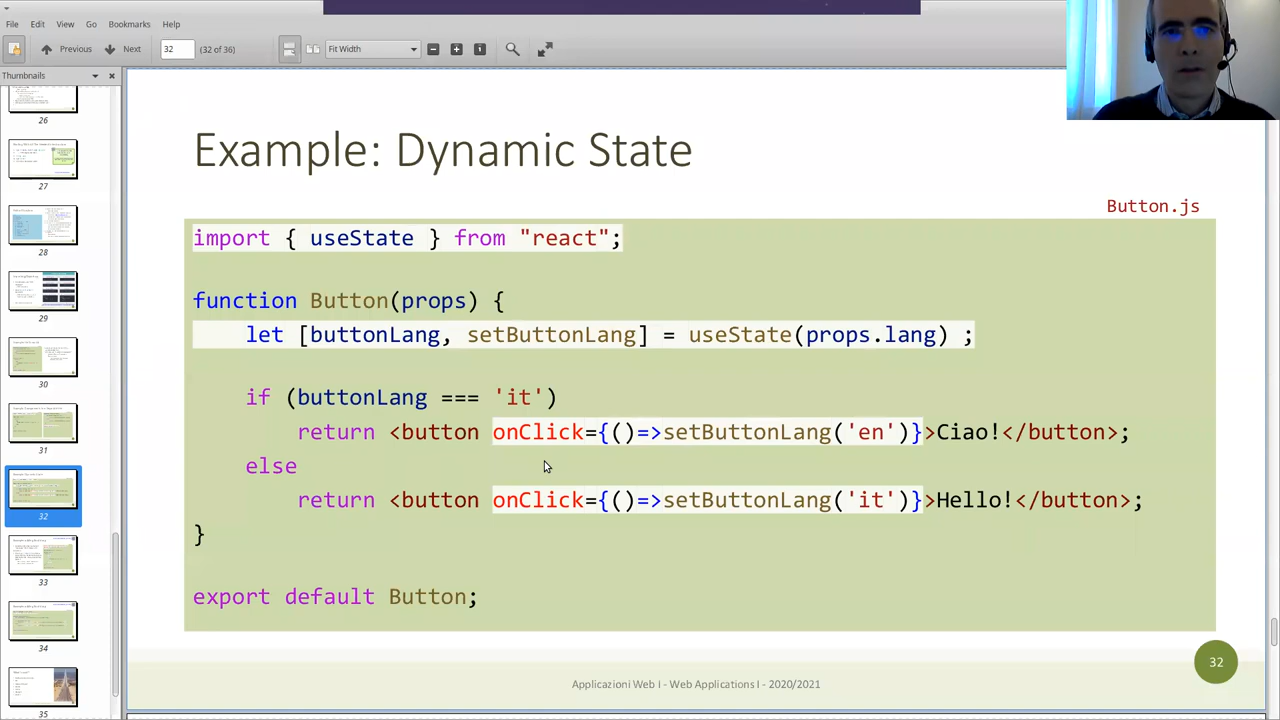 File Edit View Go Bookmarks Help
Previous Next 32 (32 of 36) Fit Width
Thumbnails
26
27
28
29
30
31
32
33
34
35
Example: Dynamic State
Button.js
import { useState } from "react";
function Button(props) {
let [buttonLang, setButtonLang] = useState(props.lang) ;
if (buttonLang === 'it')
return <button onClick={()=>setButtonLang('en')}>Ciao!</button>;
else
return <button onClick={()=>setButtonLang('it')}>Hello!</button>;
}
export default Button;
32
Applicazioni Web I - Web Applications I - 2020/2021